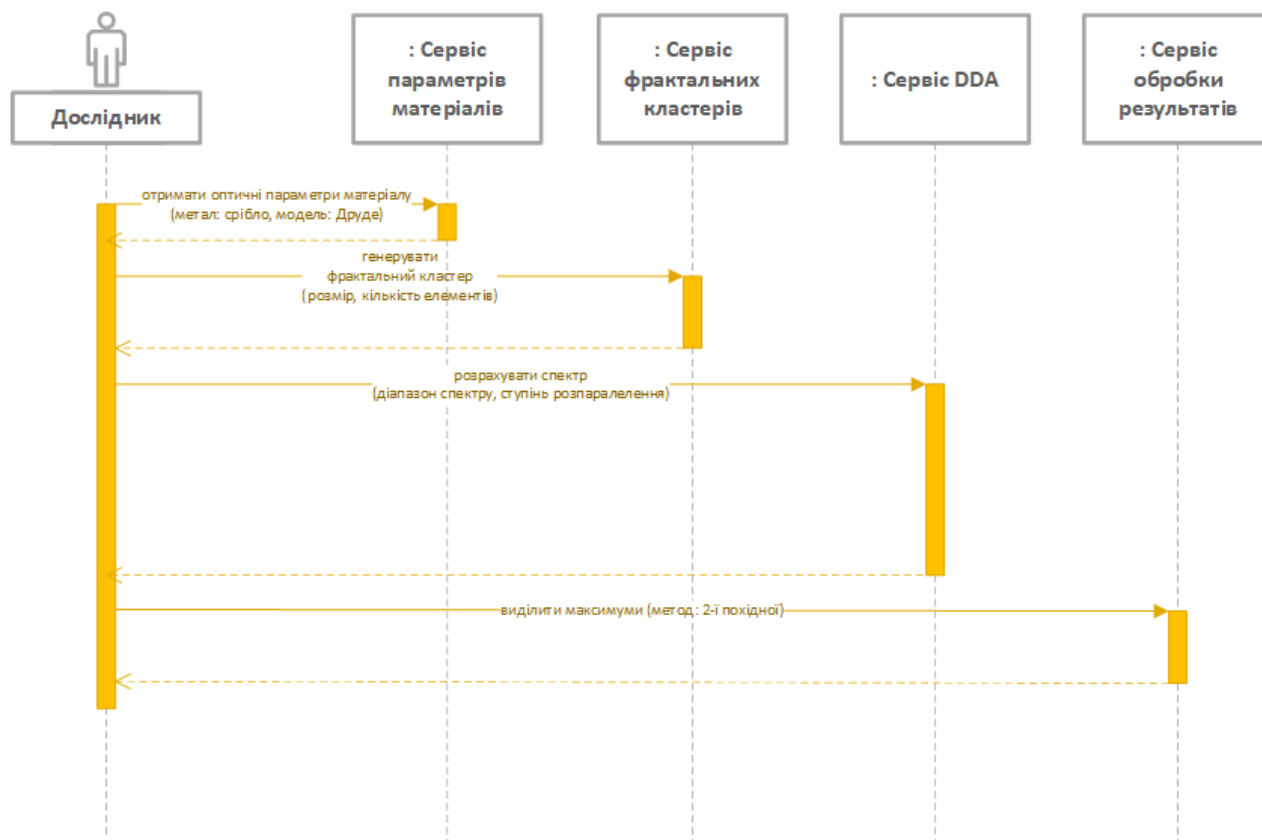 Дослідник
: Сервіс
параметрів
матеріалів
: Сервіс
фрактальних
кластерів
: Сервіс DDA
: Сервіс
обробки
результатів
отримати оптичні параметри матеріалу
(метал: срібло, модель: Друде)
генерувати
фрактальний кластер
(розмір, кількість елементів)
розрахувати спектр
(діапазон спектру, ступінь розпаралелення)
виділити максимуми (метод: 2-ї похідної)